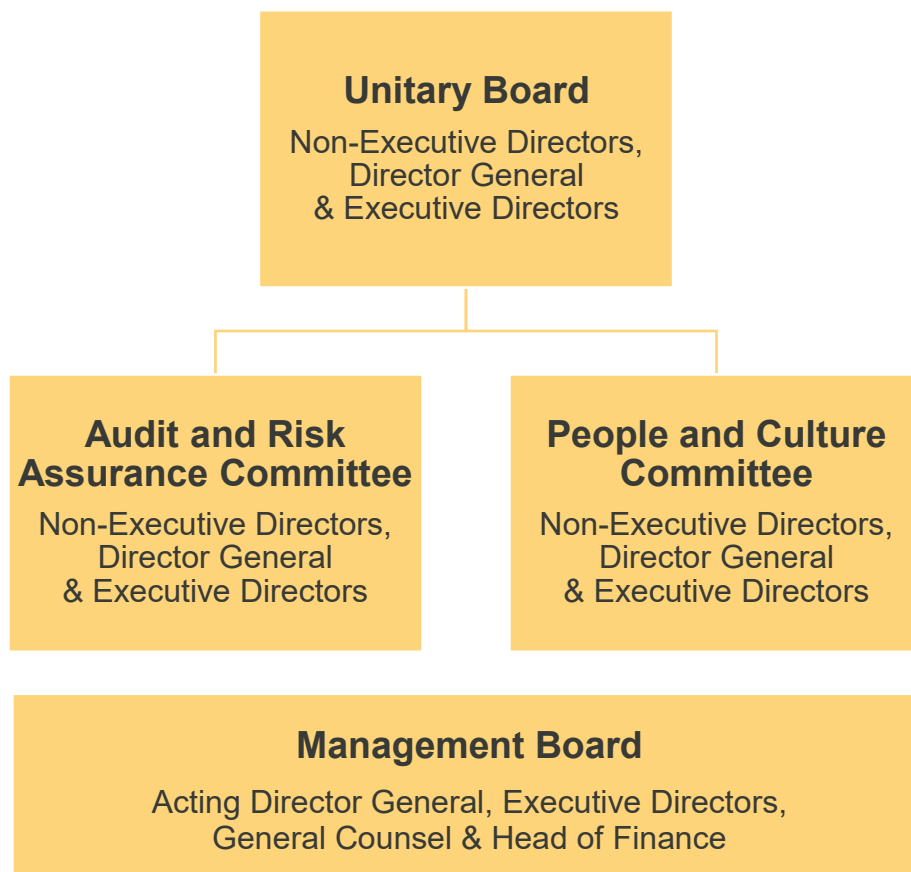 Unitary Board
Non-Executive Directors,
Director General
& Executive Directors
Audit and Risk
Assurance Committee
Non-Executive Directors,
Director General
& Executive Directors
People and Culture
Committee
Non-Executive Directors,
Director General
& Executive Directors
Management Board
Acting Director General, Executive Directors,
General Counsel & Head of Finance